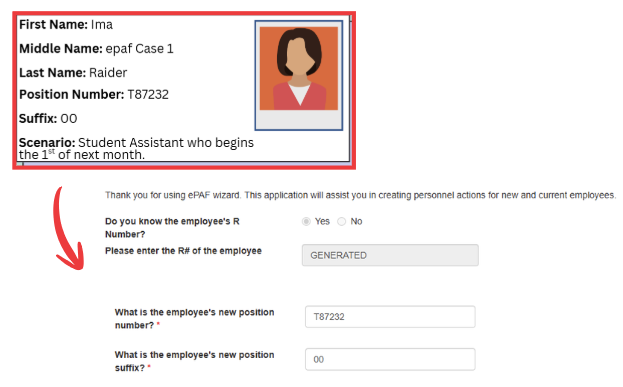 First Name: Ima
Middle Name: epaf Case 1
Last Name: Raider
Position Number: T87232
Suffix: 00
Scenario: Student Assistant who begins
the 1st of next month.
Thank you for using ePAF wizard. This application will assist you in creating personnel actions for new and current employees.
Do you know the employee's R
Number?
Yes No
Please enter the R# of the employee
GENERATED
What is the employee's new position
number? *
T87232
What is the employee's new position
suffix? *
00